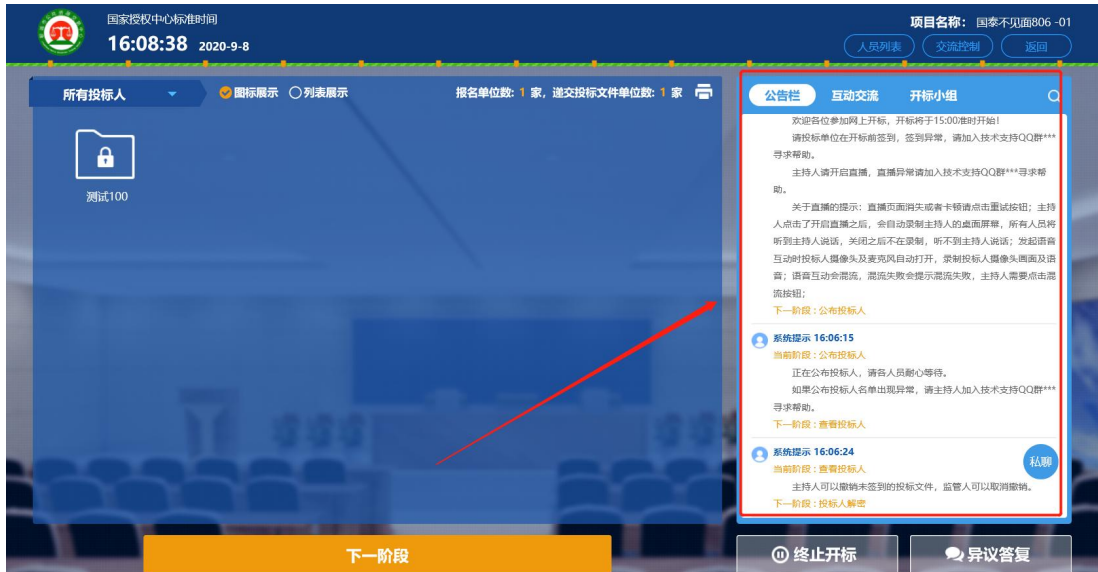 国家授权中心标准时间
16:08:38 2020-9-8
项目名称： 国泰不见面806 -01
人员列表 交流控制 返回
所有投标人 图标展示 列表展示 报名单位数: 1 家, 递交投标文件单位数: 1 家
测试100
公告栏 互动交流 开标小组
欢迎各位参加网上开标，开标将于15:00准时开始！
请投标单位在开标前签到，签到异常，请加入技术支持QQ群***
寻求帮助。
主持人请开启直播，直播异常请加入技术支持QQ群***寻求帮
助。
关于直播的提示：直播页面消失或者卡顿请点击重试按钮；主持
人点击了开启直播之后，会自动录制主持人的桌面屏幕，所有人员将
听到主持人说话，关闭之后不在录制，听不到主持人说话；发起语音
互动时投标人摄像头及麦克风自动打开，录制投标人摄像头画面及语
音；语音互动会混流，混流失败会提示混流失败，主持人需要点击混
流按钮；
下一阶段 : 公布投标人
系统提示 16:06:15
当前阶段 : 公布投标人
正在公布投标人，请各人员耐心等待。
如果公布投标人名单出现异常，请主持人加入技术支持QQ群***
寻求帮助。
下一阶段 : 查看投标人
系统提示 16:06:24
当前阶段 : 查看投标人
主持人可以撤销未签到的投标文件，监管人可以取消撤销。
下一阶段 : 投标人解密
私聊
下一阶段 终止开标 异议答复